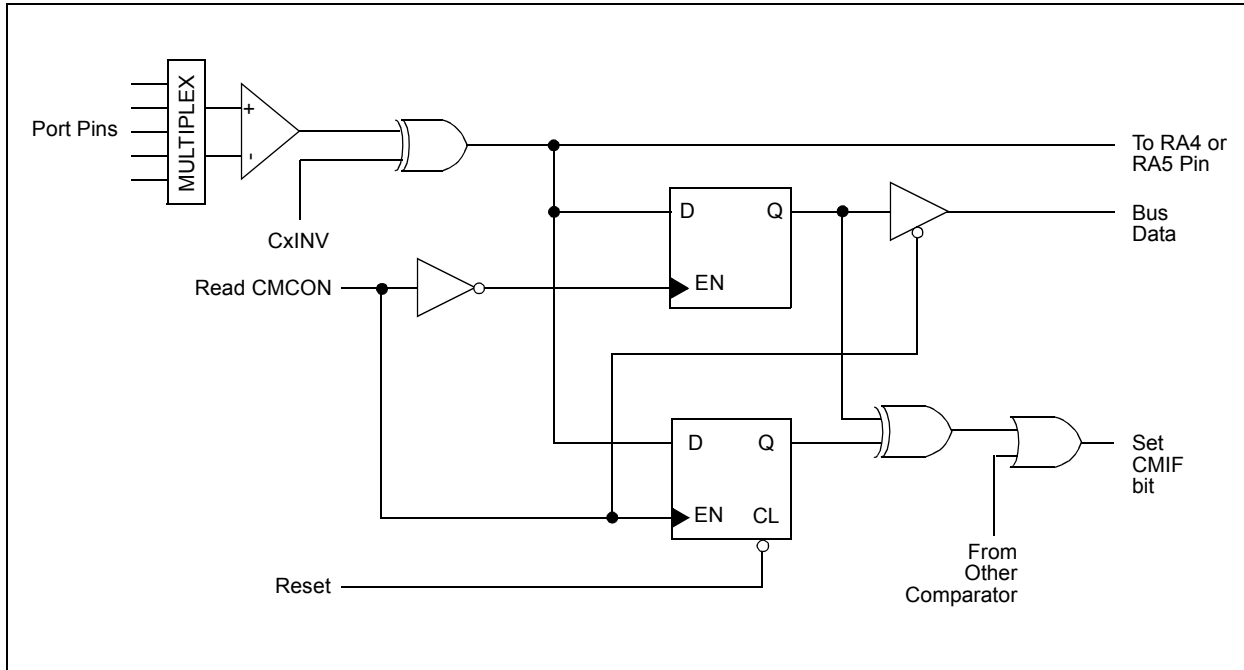 MULTIPLEX
+
-
Port Pins
CxINV
To RA4 or
RA5 Pin
D
Q
EN
Bus
Data
Read CMCON
D
Q
EN
CL
Set
CMIF
bit
From
Other
Comparator
Reset